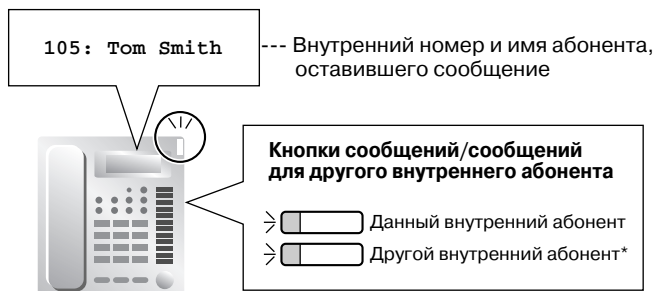 105: Tom Smith
--- Внутренний номер и имя абонента,
оставившего сообщение
Кнопки сообщений/сообщений
для другого внутреннего абонента
Данный внутренний абонент
Другой внутренний абонент*